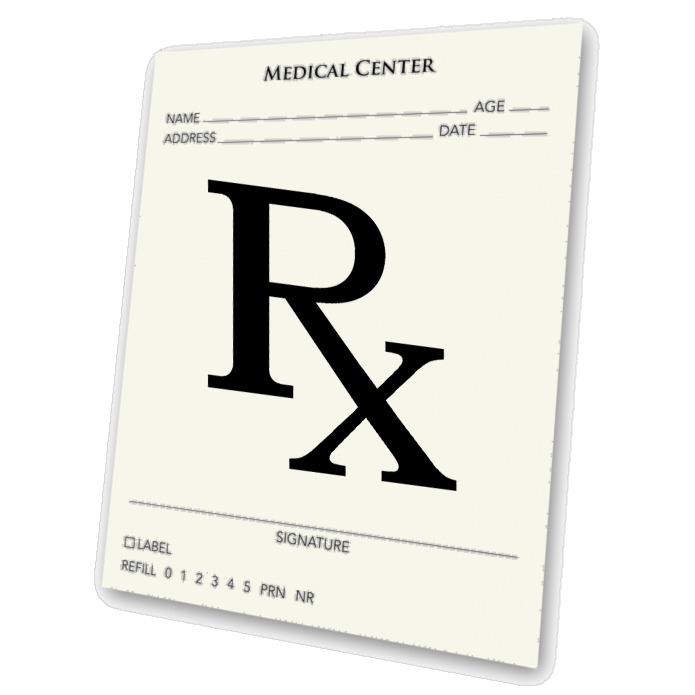 MEDICAL CENTER
NAME AGE
ADDRESS DATE
Rx
SIGNATURE
LABEL
REFILL 0 1 2 3 4 5 PRN NR